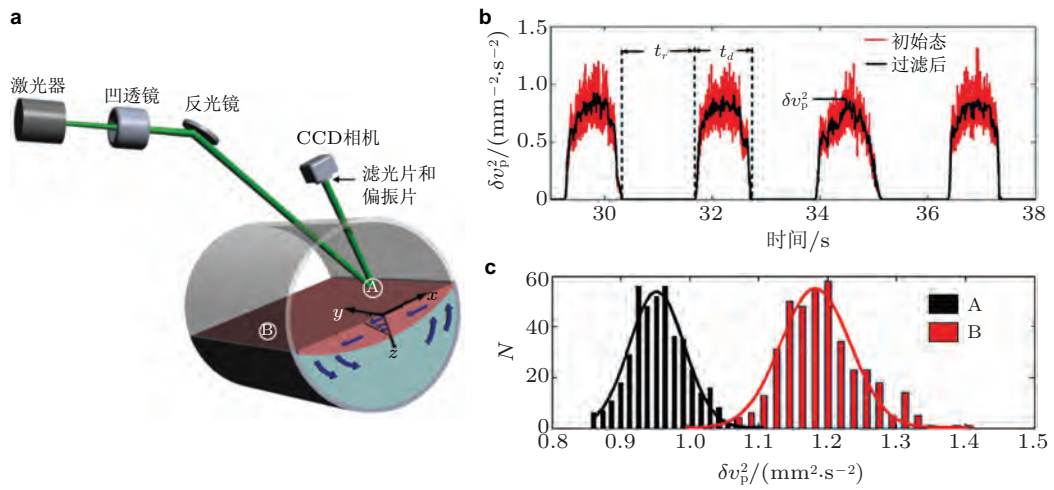 a
激光器
凹透镜
反光镜
CCD相机
滤光片和
偏振片
A
B
x
y
z
b
δv_p^2/(mm^{-2}·s^{-2})
1.5
1.0
0.5
0
t_r
t_d
δv_p^2
初始态
过滤后
30
32
34
36
38
时间/s
c
N
60
40
20
0
A
B
0.8
0.9
1.0
1.1
1.2
1.3
1.4
1.5
δv_p^2/(mm^2·s^{-2})